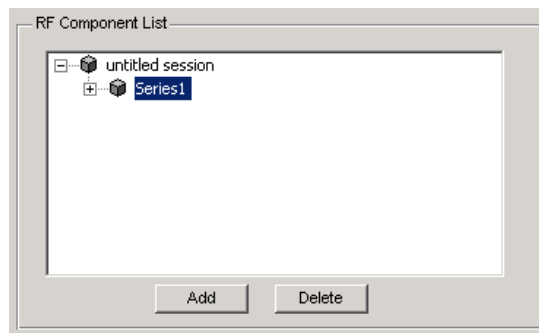 RF Component List
untitled session
Series1
Add Delete